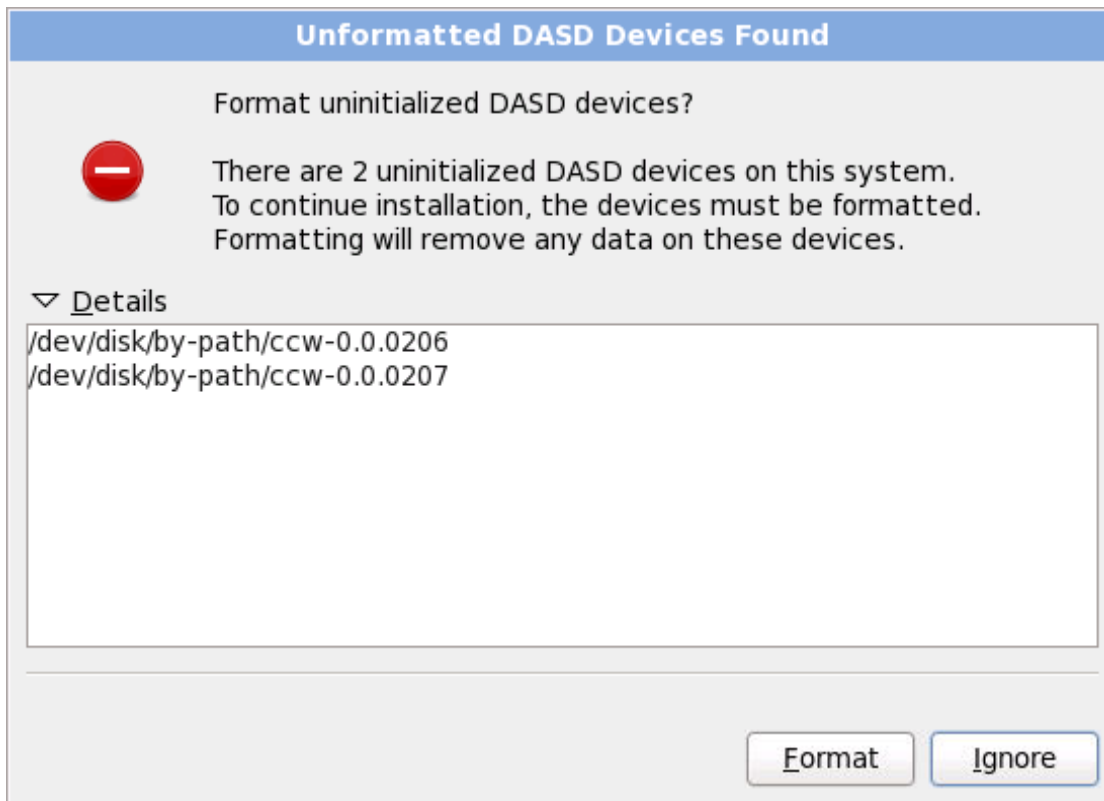 Unformatted DASD Devices Found
Format uninitialized DASD devices?
There are 2 uninitialized DASD devices on this system.
To continue installation, the devices must be formatted.
Formatting will remove any data on these devices.
Details
/dev/disk/by-path/ccw-0.0.0206
/dev/disk/by-path/ccw-0.0.0207
Format
Ignore